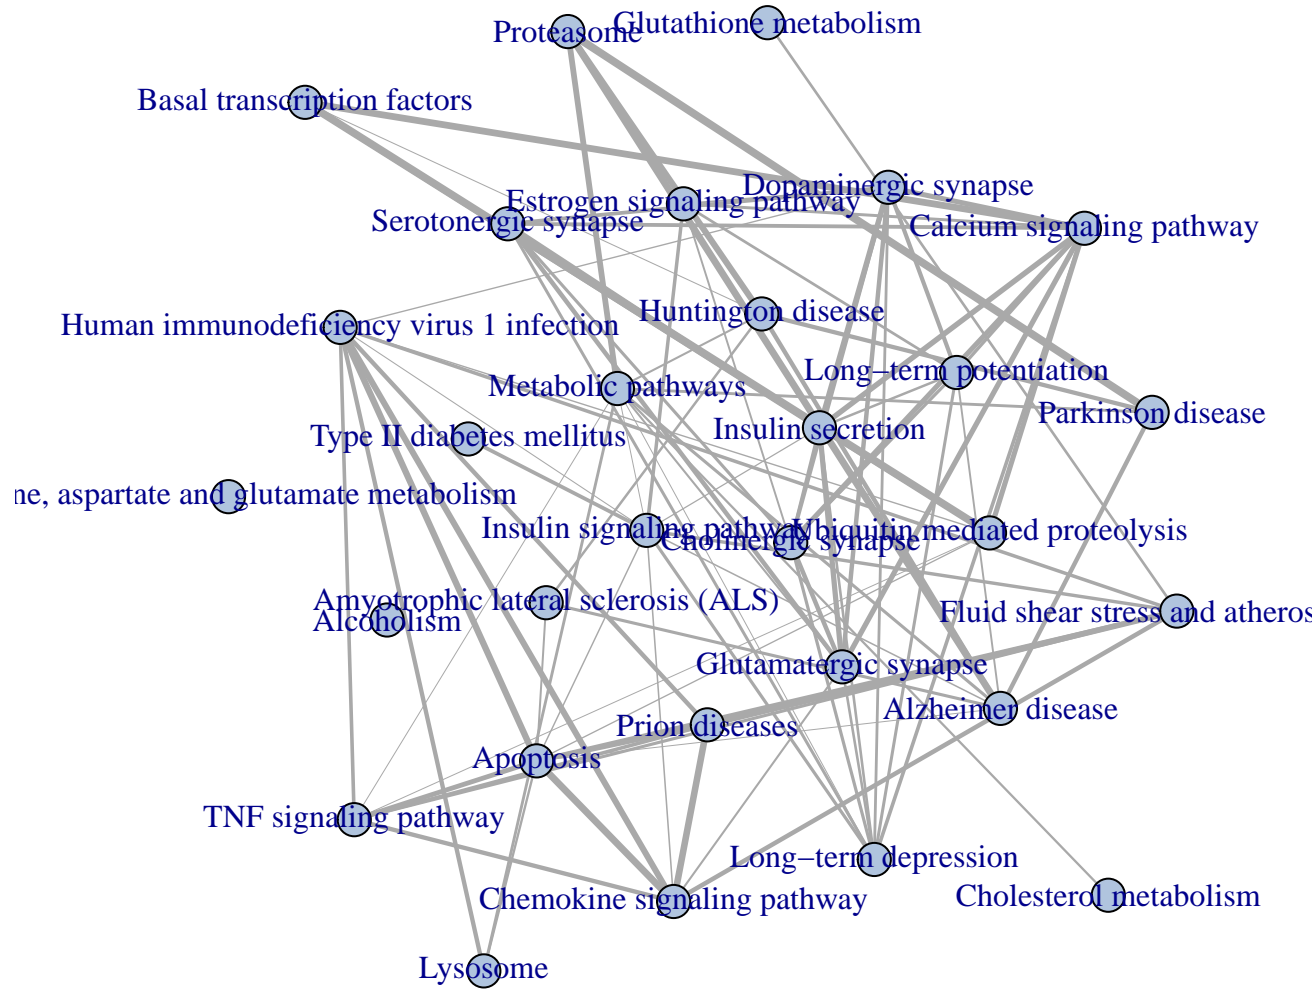 Glutathione metabolism
Proteasome
Basal transcription factors
Dopaminergic synapse
Estrogen signaling pathway
Serotonergic synapse
Calcium signaling pathway
Huntington disease
Human immunodeficiency virus 1 infection
Long−term potentiation
Metabolic pathways
Parkinson disease
Insulin secretion
Type II diabetes mellitus
ne, aspartate and glutamate metabolism
Insulin signaling pathway
Ubiquitin mediated proteolysis
Cholinergic synapse
Amyotrophic lateral sclerosis (ALS)
Fluid shear stress and atheros
Alcoholism
Glutamatergic synapse
Alzheimer disease
Prion diseases
Apoptosis
TNF signaling pathway
Long−term depression
Cholesterol metabolism
Chemokine signaling pathway
Lysosome